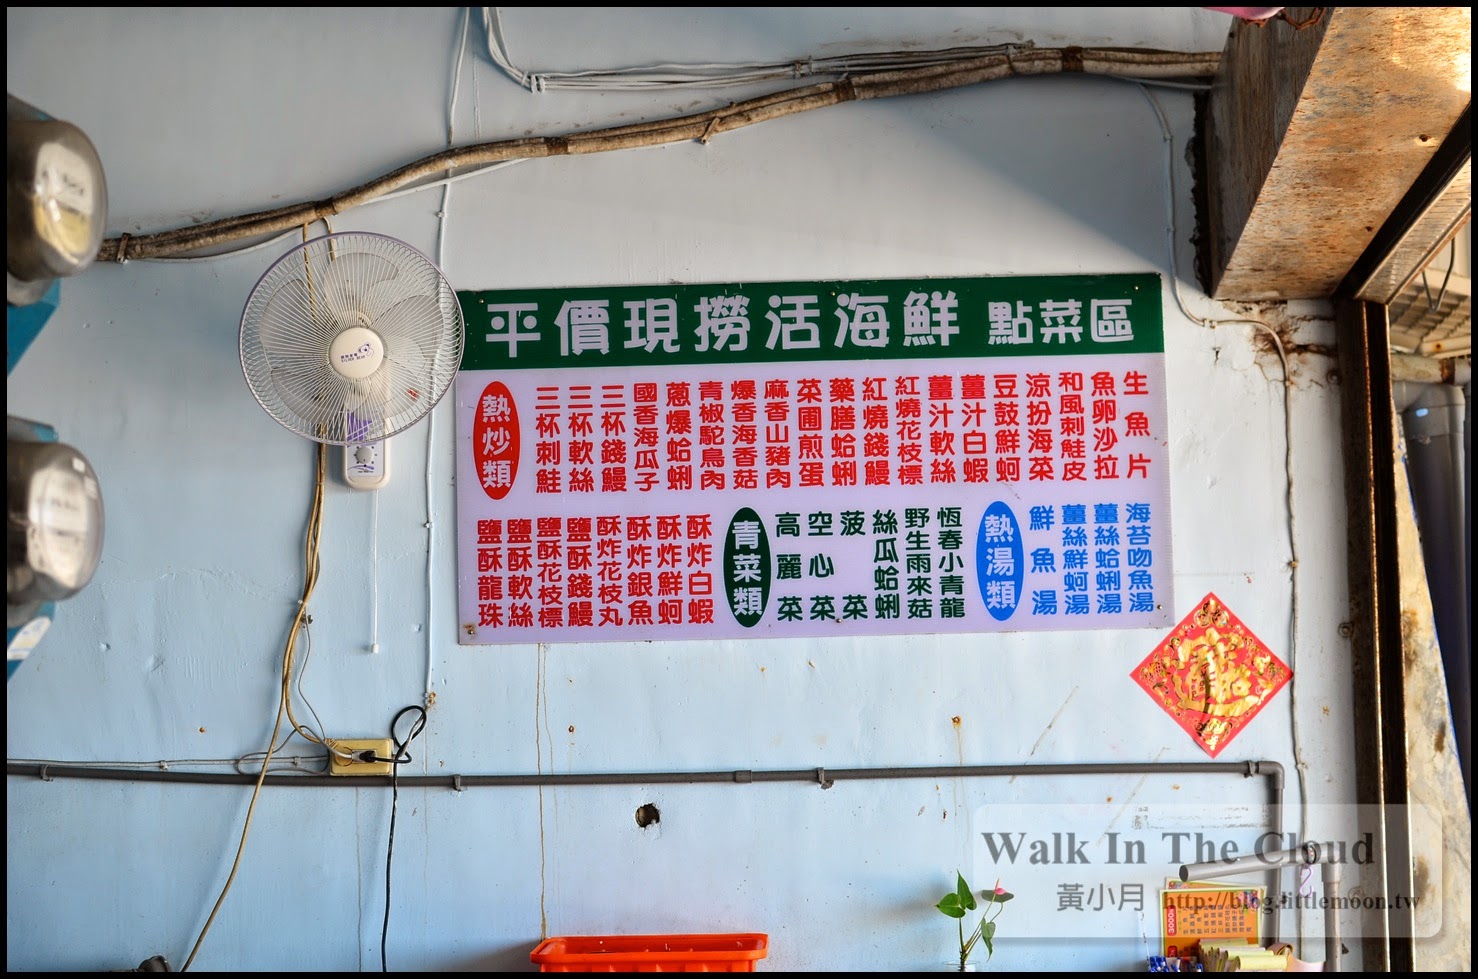 平價現撈活海鮮 點菜區
生魚片
魚卵沙拉
和風刺鮭皮
涼扮海菜
豆鼓鮮蚵
薑汁白蝦
薑汁軟絲
紅燒花枝標
紅燒錢鰻
藥膳蛤蜊
菜圃煎蛋
麻香山豬肉
爆香海香菇
青椒駝鳥肉
蔥爆蛤蜊
國香海瓜子
三杯錢鰻
三杯軟絲
三杯刺鮭
熱炒類
海苔吻魚湯
薑絲蛤蜊湯
薑絲鮮蚵湯
鮮魚湯
熱湯類
恆春小青龍
野生雨來菇
絲瓜蛤蜊
菠菜
空心菜
高麗菜
青菜類
酥炸白蝦
酥炸鮮蚵
酥炸銀魚
酥炸花枝丸
鹽酥錢鰻
鹽酥花枝標
鹽酥軟絲
鹽酥龍珠
Walk In The Cloud
黃小月 http://blog.littlemoon.tw